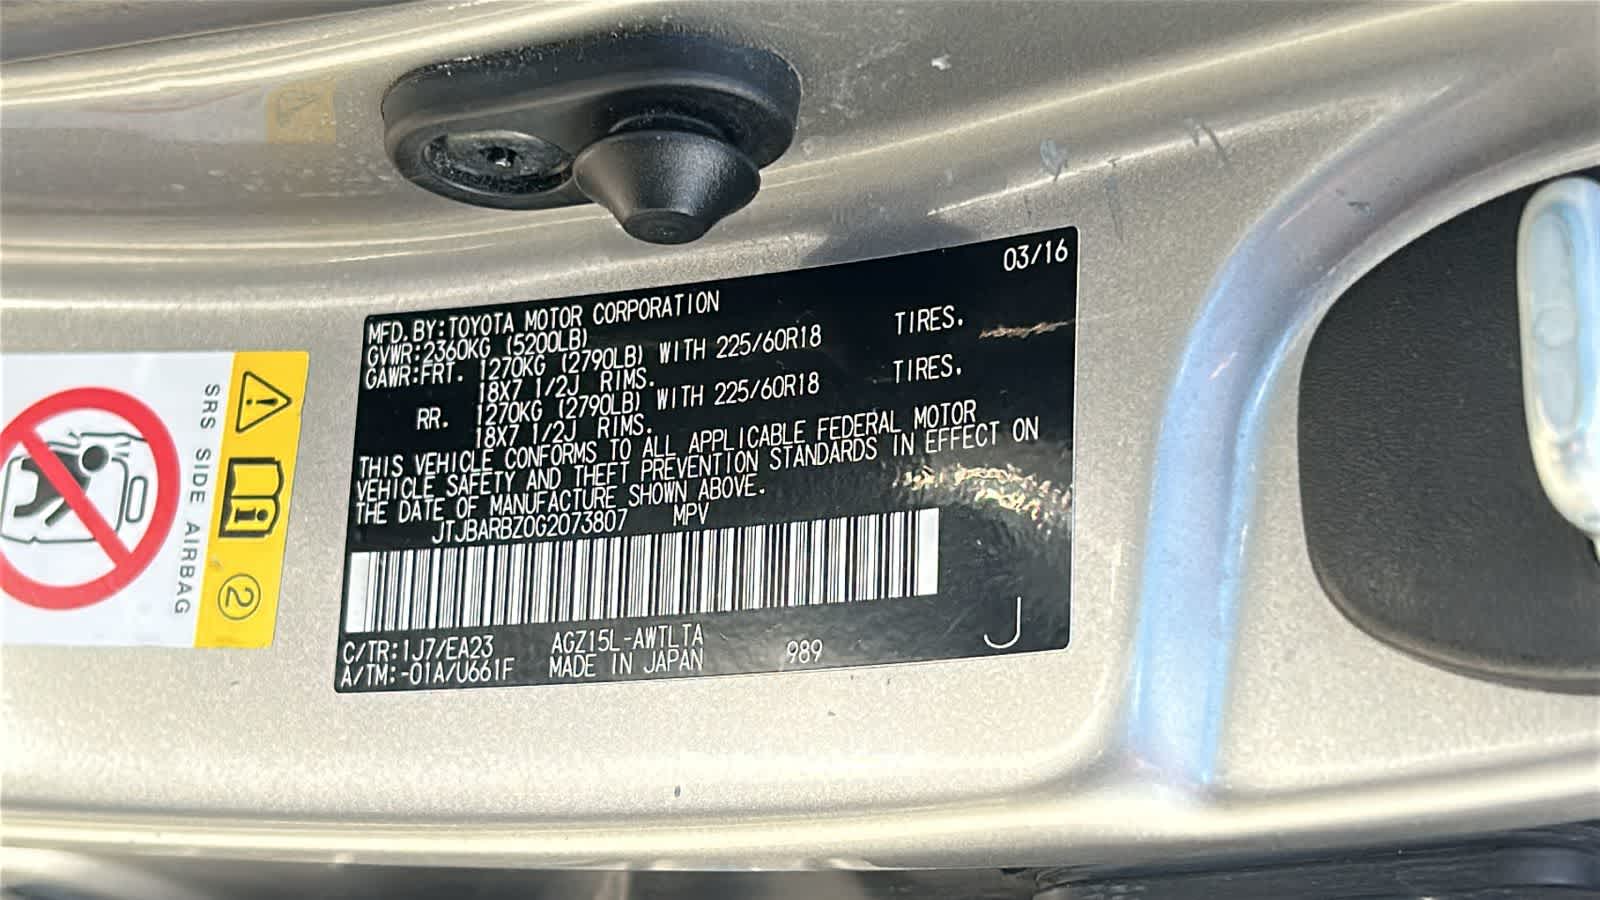 03/16
MFD.BY:TOYOTA MOTOR CORPORATION
GVWR:2360KG (5200LB)
GAWR:FRT. 1270KG (2790LB) WITH 225/60R18 TIRES.
18X7 1/2J RIMS.
RR. 1270KG (2790LB) WITH 225/60R18 TIRES.
18X7 1/2J RIMS.
THIS VEHICLE CONFORMS TO ALL APPLICABLE FEDERAL MOTOR
VEHICLE SAFETY AND THEFT PREVENTION STANDARDS IN EFFECT ON
THE DATE OF MANUFACTURE SHOWN ABOVE.
JTJBARBZ0G2073807 MPV
C/TR:1J7/EA23 AGZ15L-AWTLTA 989
A/TM:-01A/U661F MADE IN JAPAN
J
SRS SIDE AIRBAG
2